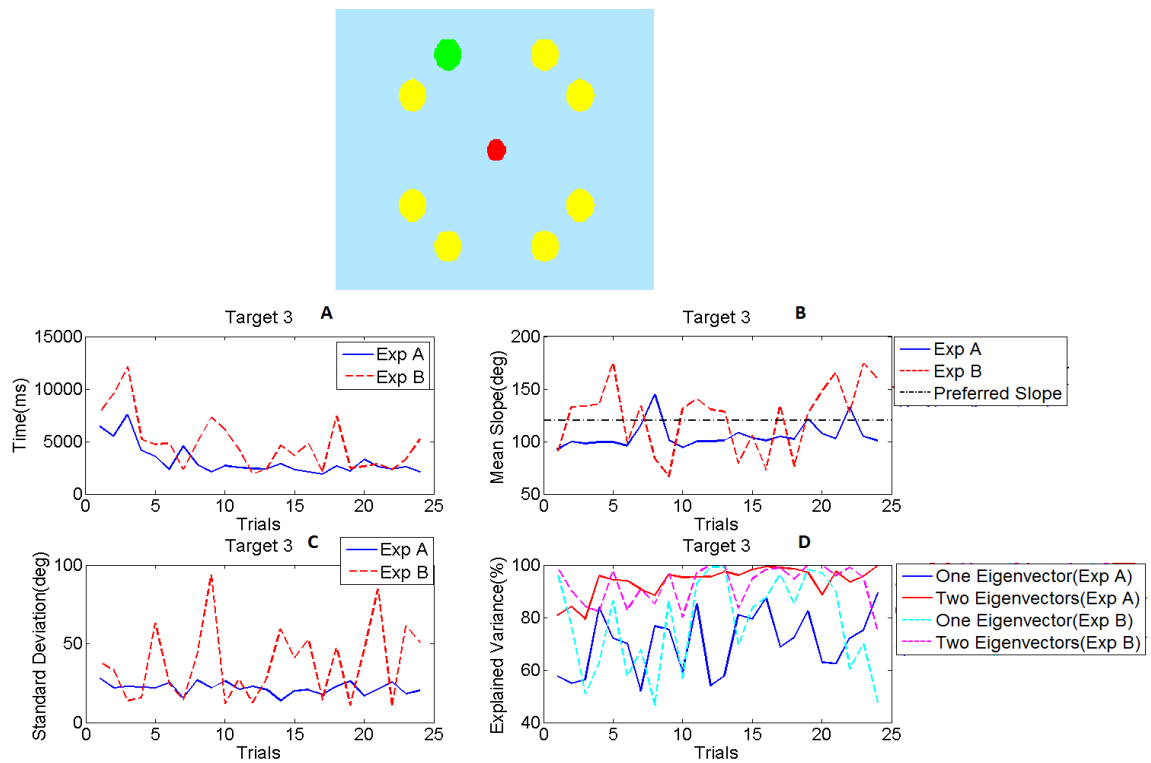 Target 3 A
15000
10000
5000
0
Time(ms)
0 5 10 15 20 25
Trials
Exp A
Exp B
Target 3 B
200
150
100
50
Mean Slope(deg)
0 5 10 15 20 25
Trials
Exp A
Exp B
Preferred Slope
Target 3 C
100
50
0
Standard Deviation(deg)
0 5 10 15 20 25
Trials
Exp A
Exp B
Target 3 D
100
80
60
40
Explained Variance(%)
0 5 10 15 20 25
Trials
One Eigenvector(Exp A)
Two Eigenvectors(Exp A)
One Eigenvector(Exp B)
Two Eigenvectors(Exp B)